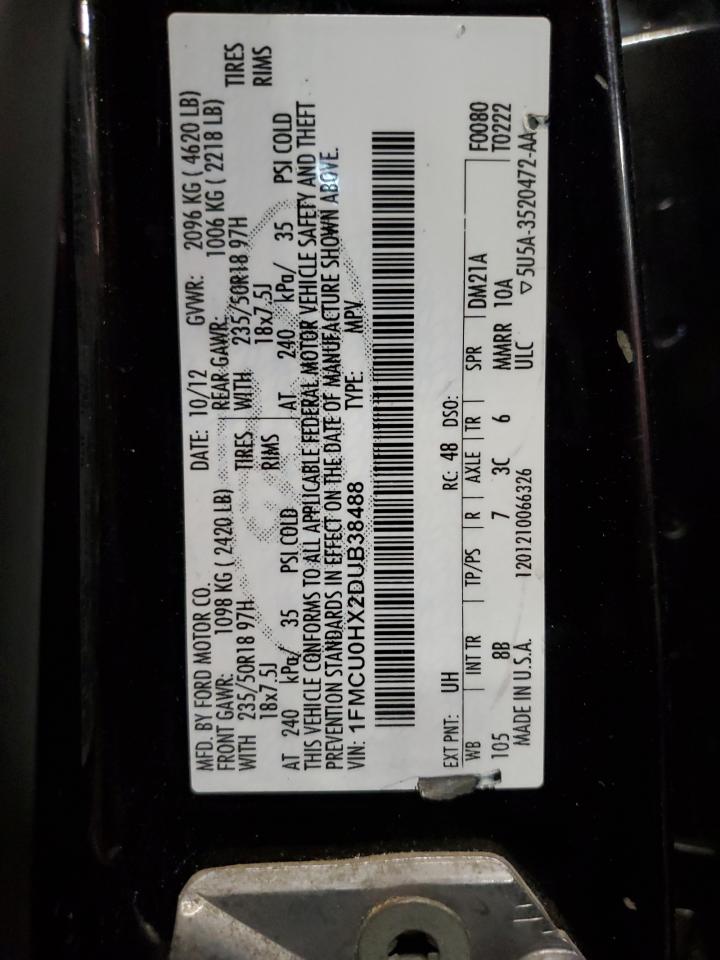 MFD. BY FORD MOTOR CO. DATE: 10/12 GVWR: 2096 KG ( 4620 LB)
FRONT GAWR: 1098 KG ( 2420 LB) REAR GAWR: 1006 KG ( 2218 LB)
WITH 235/50R18 97H TIRES WITH 235/50R18 97H TIRES
18x7.5J RIMS 18x7.5J RIMS
AT 240 kPa/ 35 PSI COLD AT 240 kPa/ 35 PSI COLD
THIS VEHICLE CONFORMS TO ALL APPLICABLE FEDERAL MOTOR VEHICLE SAFETY AND THEFT
PREVENTION STANDARDS IN EFFECT ON THE DATE OF MANUFACTURE SHOWN ABOVE.
VIN: 1FMCU0HX2DUB38488 TYPE: MPV
EXT PNT: UH RC: 48 DSO: F0080
WB INT TR TP/PS R AXLE TR SPR DM21A T0222
105 8B 7 3C 6 MMRR 10A
MADE IN U.S.A. 1201210066326 ULC ▽5U5A-3520472-AA